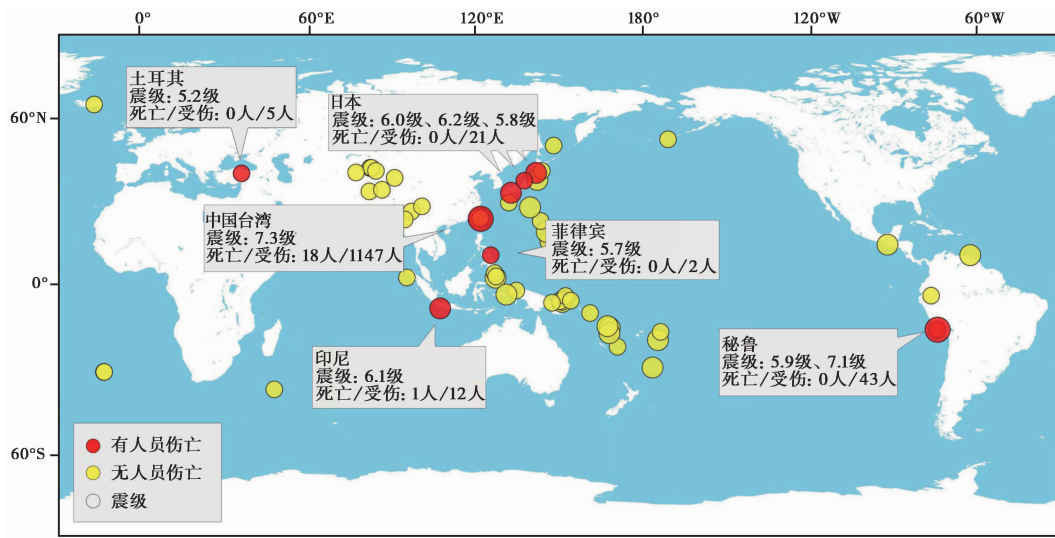 0°
60°E
120°E
180°
120°W
60°W
60°N
0°
60°S
土耳其
震级: 5.2级
死亡/受伤: 0人/5人
日本
震级: 6.0级、6.2级、5.8级
死亡/受伤: 0人/21人
中国台湾
震级: 7.3级
死亡/受伤: 18人/1147人
菲律宾
震级: 5.7级
死亡/受伤: 0人/2人
印尼
震级: 6.1级
死亡/受伤: 1人/12人
秘鲁
震级: 5.9级、7.1级
死亡/受伤: 0人/43人
有人员伤亡
无人员伤亡
震级